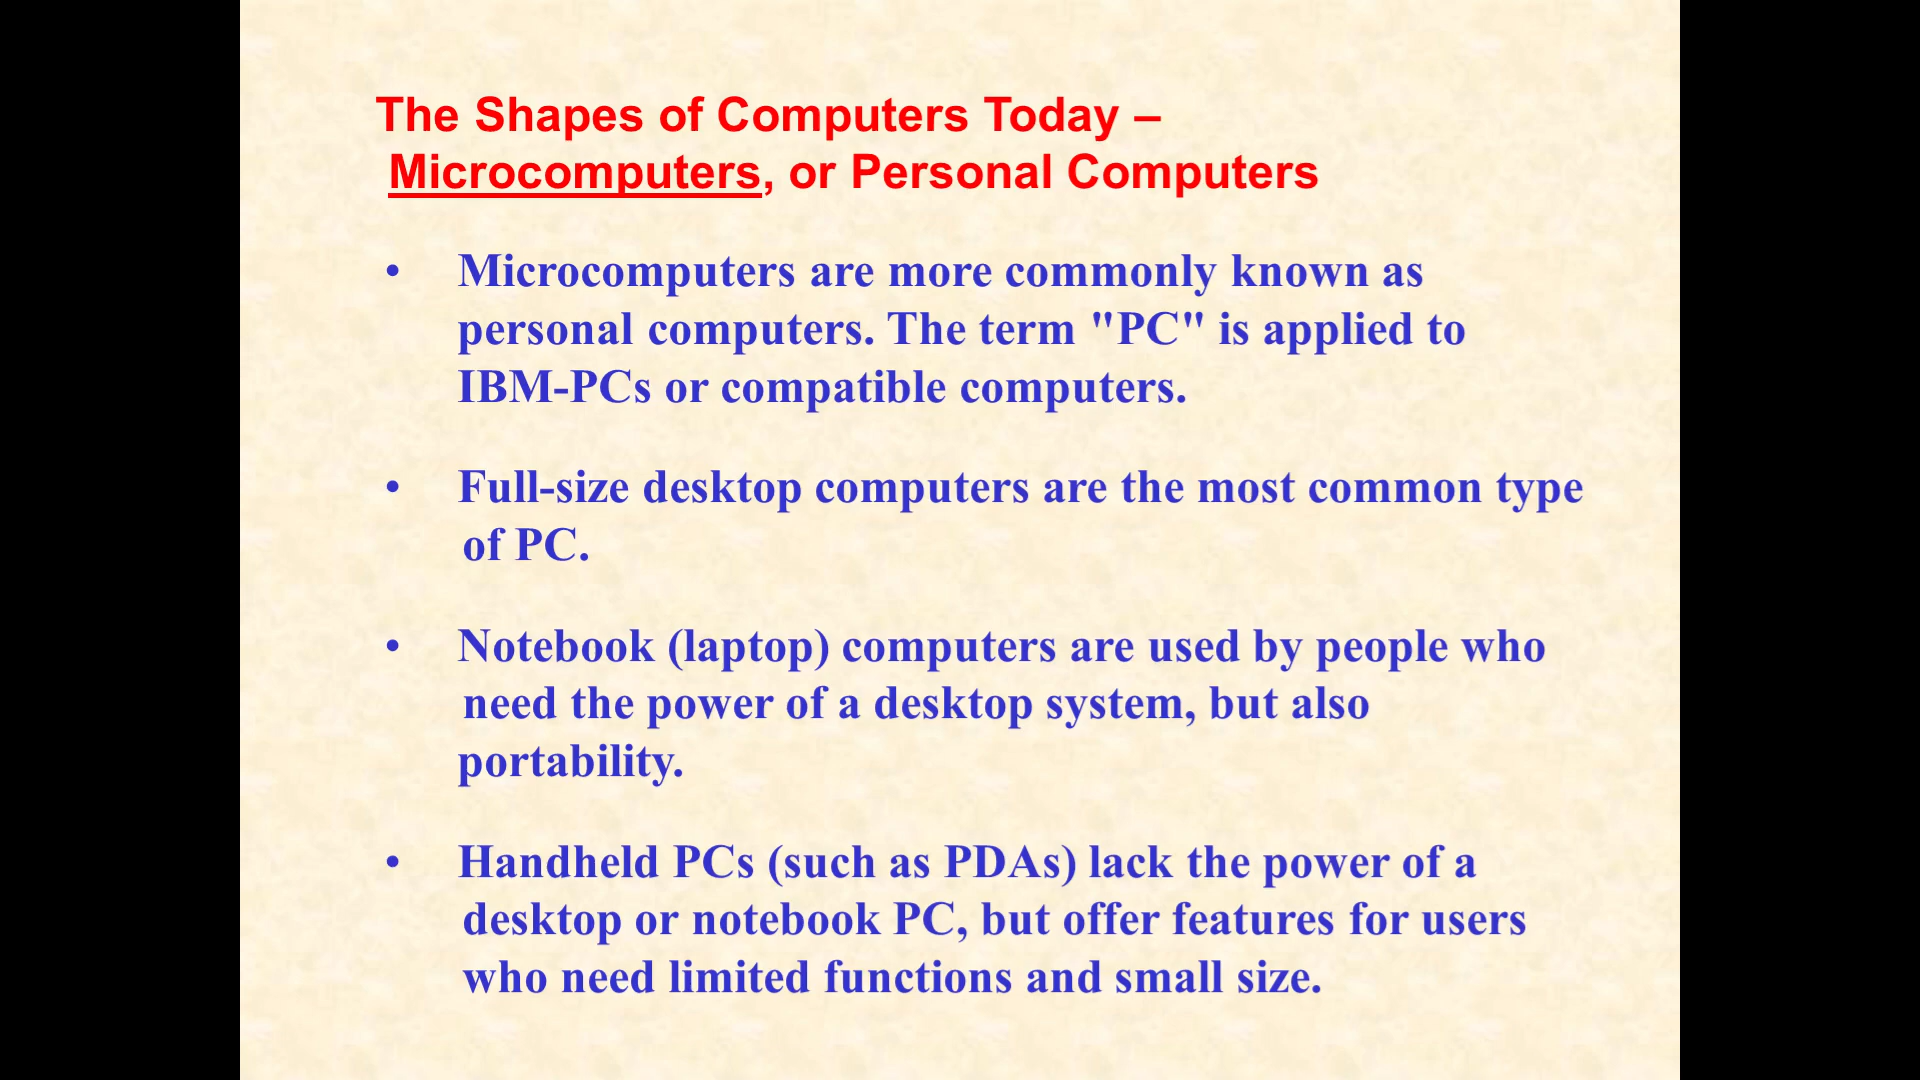 The Shapes of Computers Today –
Microcomputers, or Personal Computers
• Microcomputers are more commonly known as
personal computers. The term "PC" is applied to
IBM-PCs or compatible computers.
• Full-size desktop computers are the most common type
of PC.
• Notebook (laptop) computers are used by people who
need the power of a desktop system, but also
portability.
• Handheld PCs (such as PDAs) lack the power of a
desktop or notebook PC, but offer features for users
who need limited functions and small size.